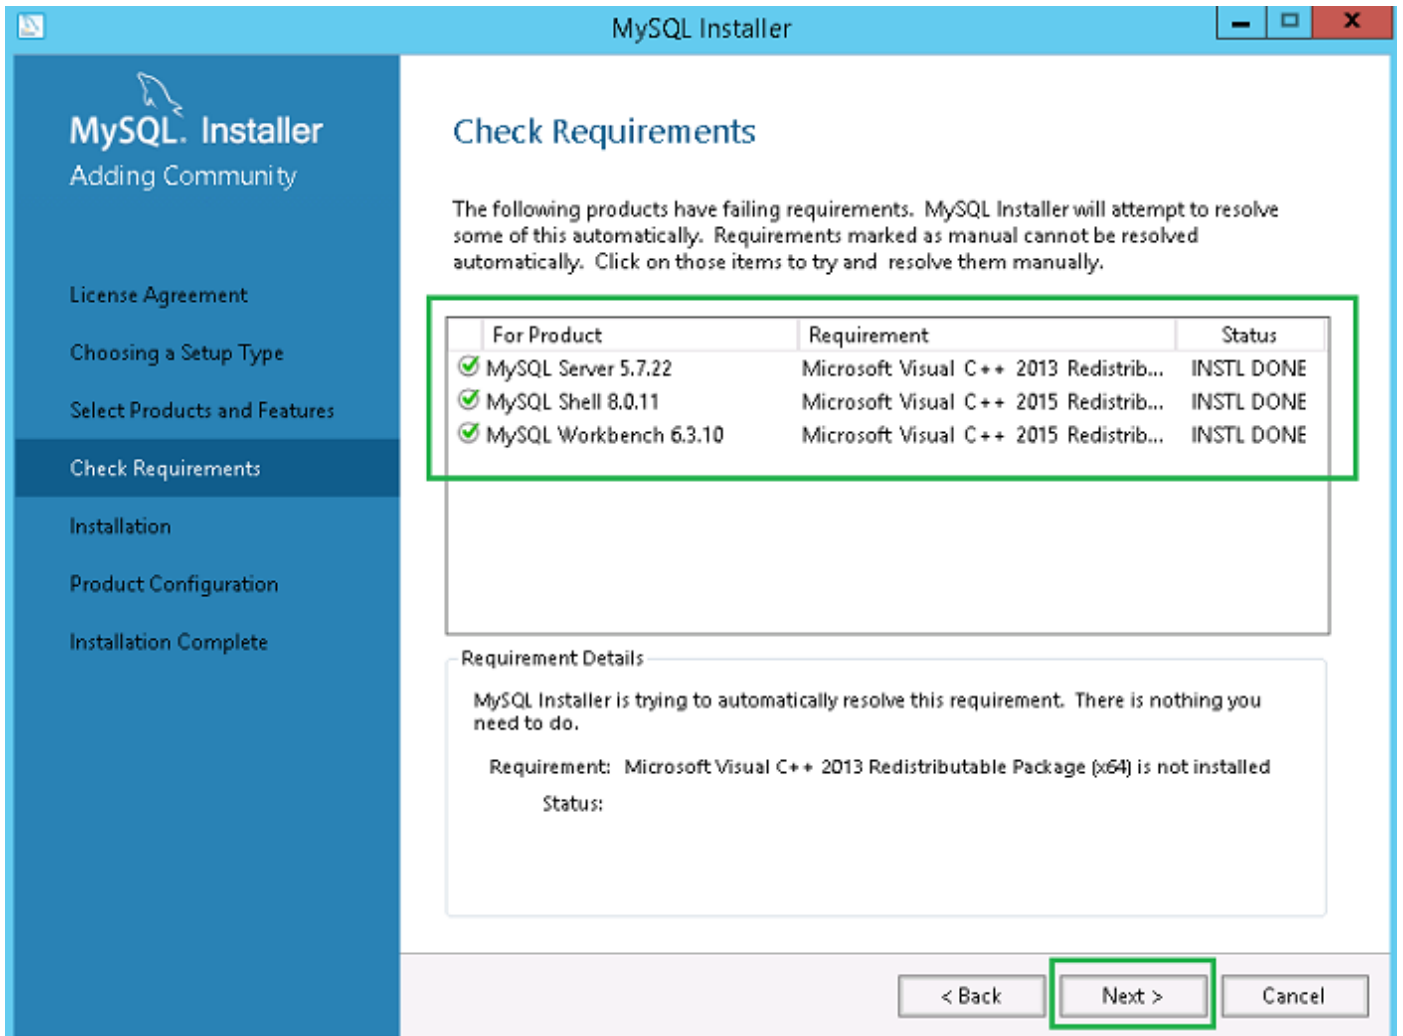 MySQL Installer
MySQL. Installer
Adding Community
License Agreement
Choosing a Setup Type
Select Products and Features
Check Requirements
Installation
Product Configuration
Installation Complete
Check Requirements
The following products have failing requirements. MySQL Installer will attempt to resolve
some of this automatically. Requirements marked as manual cannot be resolved
automatically. Click on those items to try and resolve them manually.
For Product Requirement Status
MySQL Server 5.7.22 Microsoft Visual C++ 2013 Redistrib... INSTL DONE
MySQL Shell 8.0.11 Microsoft Visual C++ 2015 Redistrib... INSTL DONE
MySQL Workbench 6.3.10 Microsoft Visual C++ 2015 Redistrib... INSTL DONE
Requirement Details
MySQL Installer is trying to automatically resolve this requirement. There is nothing you
need to do.
Requirement: Microsoft Visual C++ 2013 Redistributable Package (x64) is not installed
Status:
< Back Next > Cancel